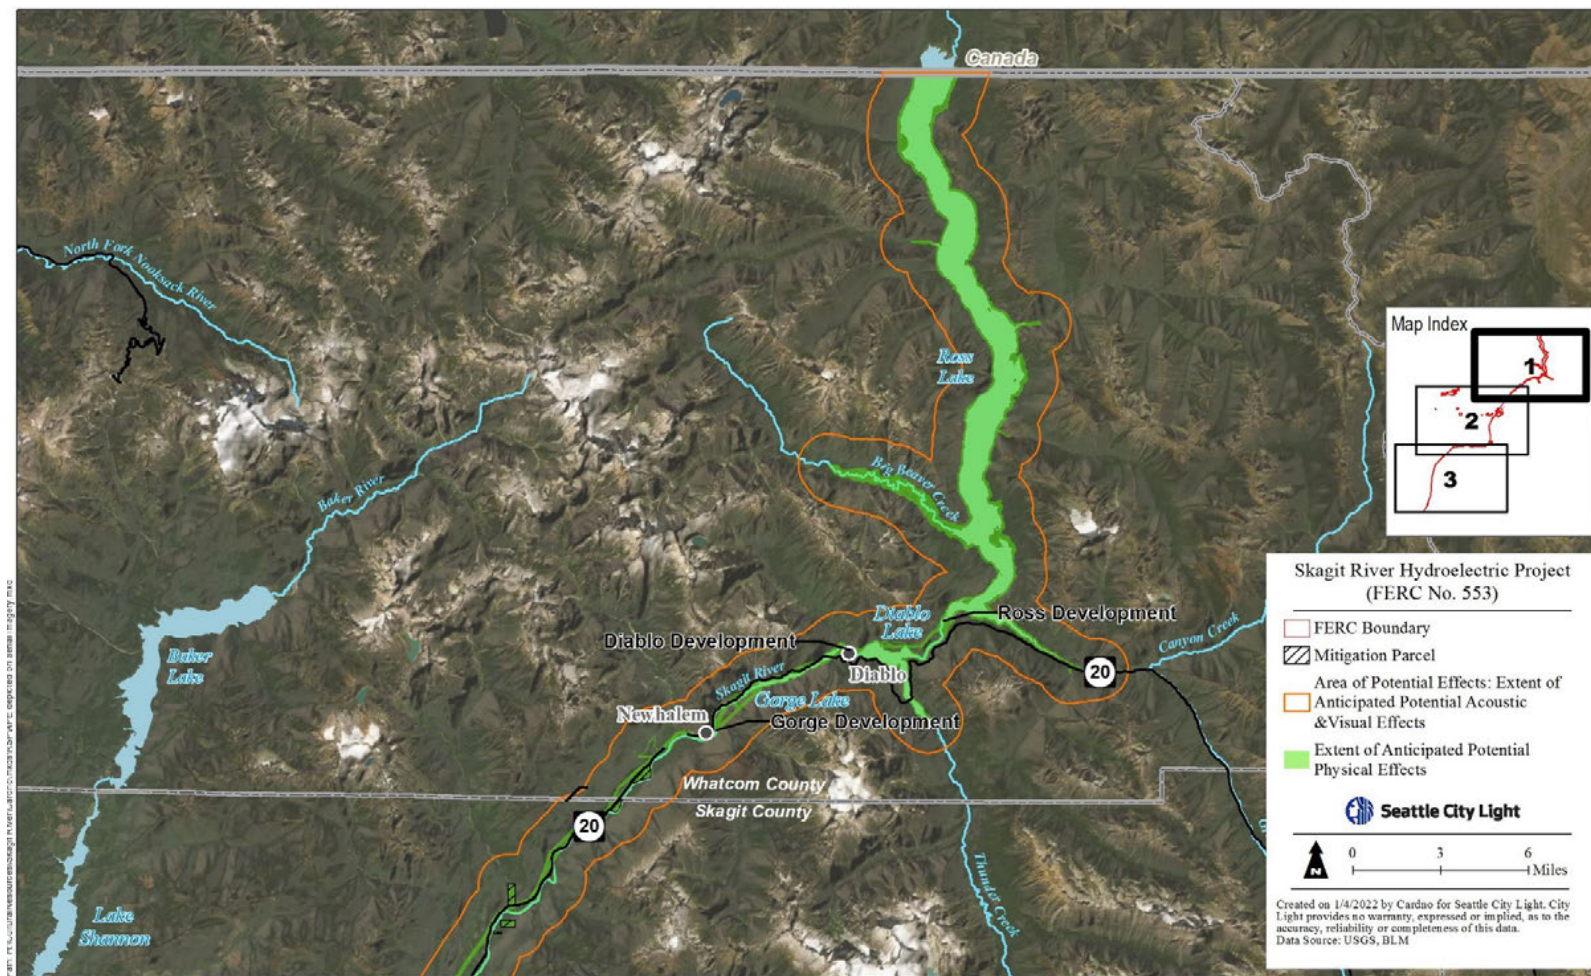 Canada
North Fork Nooksack River
Ross
Lake
Baker River
Big Beaver Creek
Map Index
1
2
3
Diablo
Lake
Ross Development
Diablo Development
Canyon Creek
Baker
Lake
Skagit River
Diablo
20
Gorge Lake
Newhalem
Gorge Development
Whatcom County
Skagit County
20
Thunder Creek
Lake
Shannon
Skagit River Hydroelectric Project
(FERC No. 553)
FERC Boundary
Mitigation Parcel
Area of Potential Effects: Extent of
Anticipated Potential Acoustic
&Visual Effects
Extent of Anticipated Potential
Physical Effects
Seattle City Light
N
0 3 6
Miles
Created on 1/4/2022 by Cardno for Seattle City Light. City
Light provides no warranty, expressed or implied, as to the
accuracy, reliability or completeness of this data.
Data Source: USGS, BLM